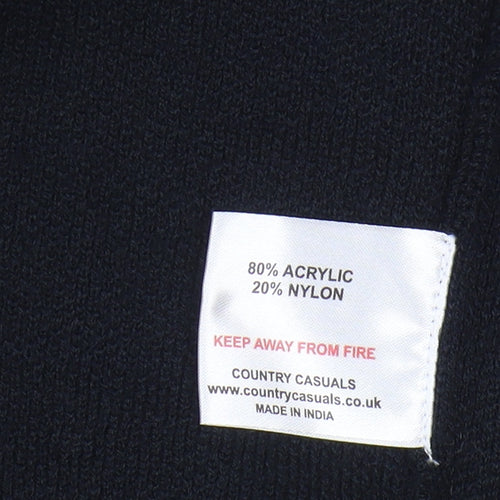 80% ACRYLIC
20% NYLON
KEEP AWAY FROM FIRE
COUNTRY CASUALS
www.countrycasuals.co.uk
MADE IN INDIA